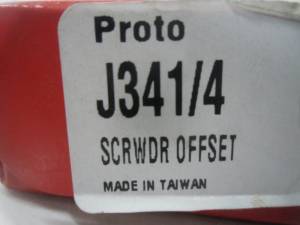 Proto
J341/4
SCRWDR OFFSET
MADE IN TAIWAN